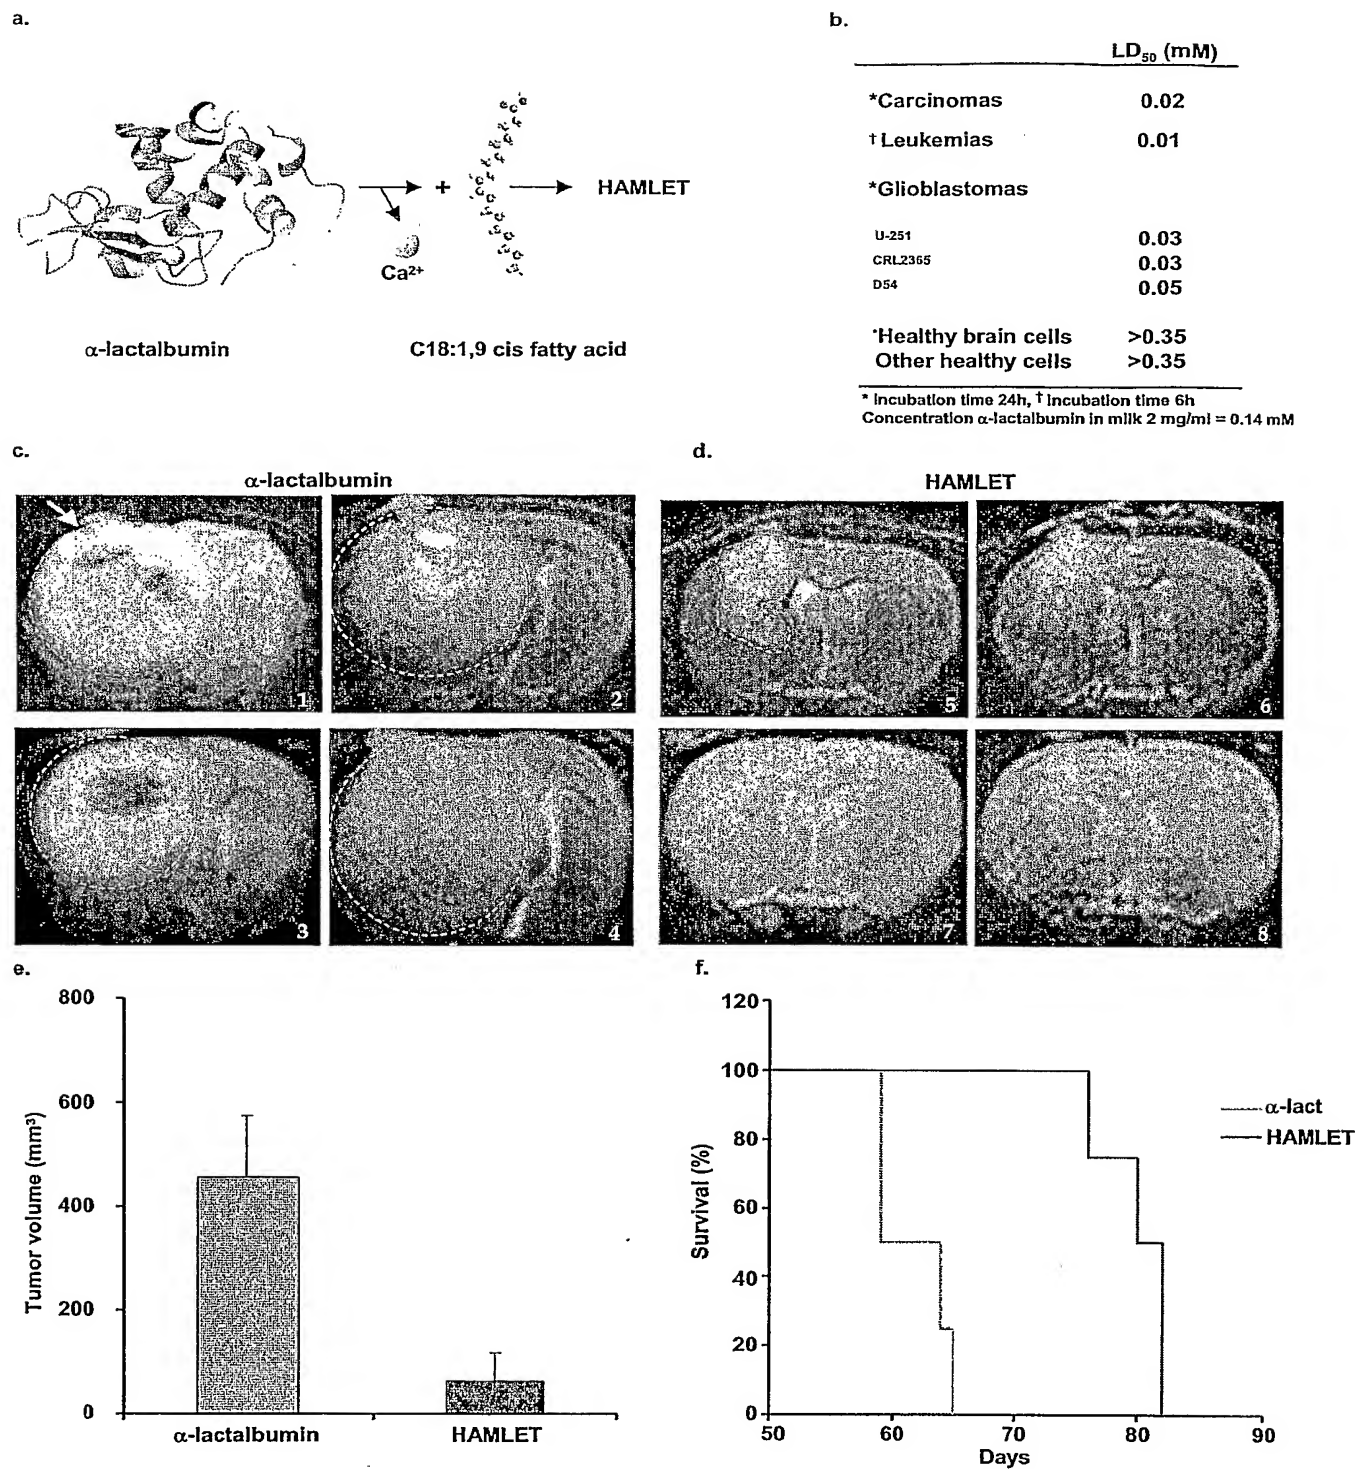 a.
+
HAMLET
Ca²⁺
α-lactalbumin
C18:1,9 cis fatty acid
b.
LD₅₀ (mM)
*Carcinomas 0.02
†Leukemias 0.01
*Glioblastomas
U-251 0.03
CRL2365 0.03
D54 0.05
*Healthy brain cells >0.35
Other healthy cells >0.35
* Incubation time 24h, † Incubation time 6h
Concentration α-lactalbumin in milk 2 mg/ml = 0.14 mM
c.
α-lactalbumin
1
2
3
4
d.
HAMLET
5
6
7
8
e.
Tumor volume (mm³)
800
600
400
200
0
α-lactalbumin
HAMLET
f.
Survival (%)
120
100
80
60
40
20
0
50
60
70
80
90
Days
α-lact
HAMLET